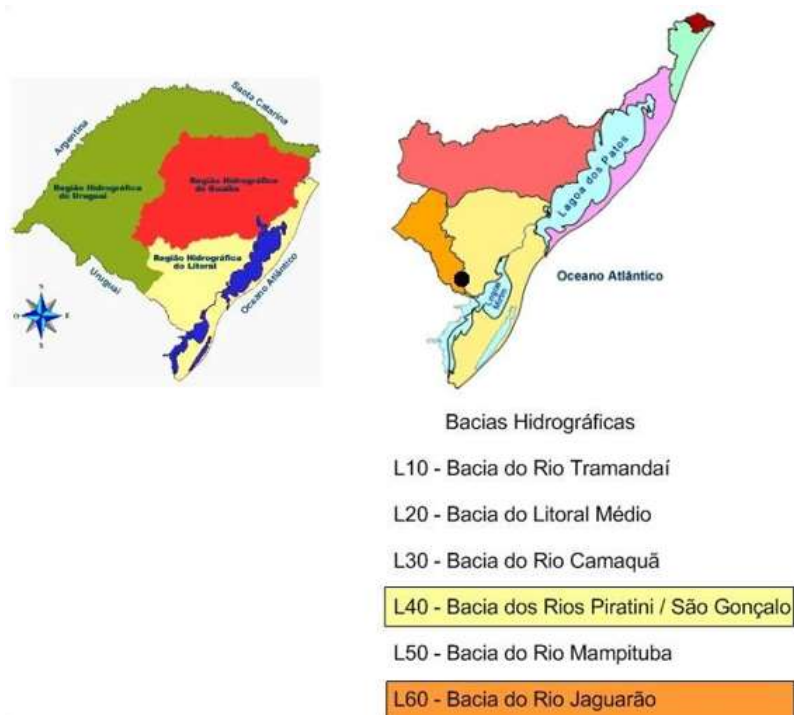 Argentina
Santa Catarina
Região Hidrográfica
do Uruguai
Região Hidrográfica
do Guaíba
Região Hidrográfica
do Litoral
Uruguai
Oceano Atlântico
N
O
E
S
Lagoa dos Patos
Lagoa
Mirim
Oceano Atlântico
Bacias Hidrográficas
L10 - Bacia do Rio Tramandaí
L20 - Bacia do Litoral Médio
L30 - Bacia do Rio Camaquã
L40 - Bacia dos Rios Piratini / São Gonçalo
L50 - Bacia do Rio Mampituba
L60 - Bacia do Rio Jaguarão